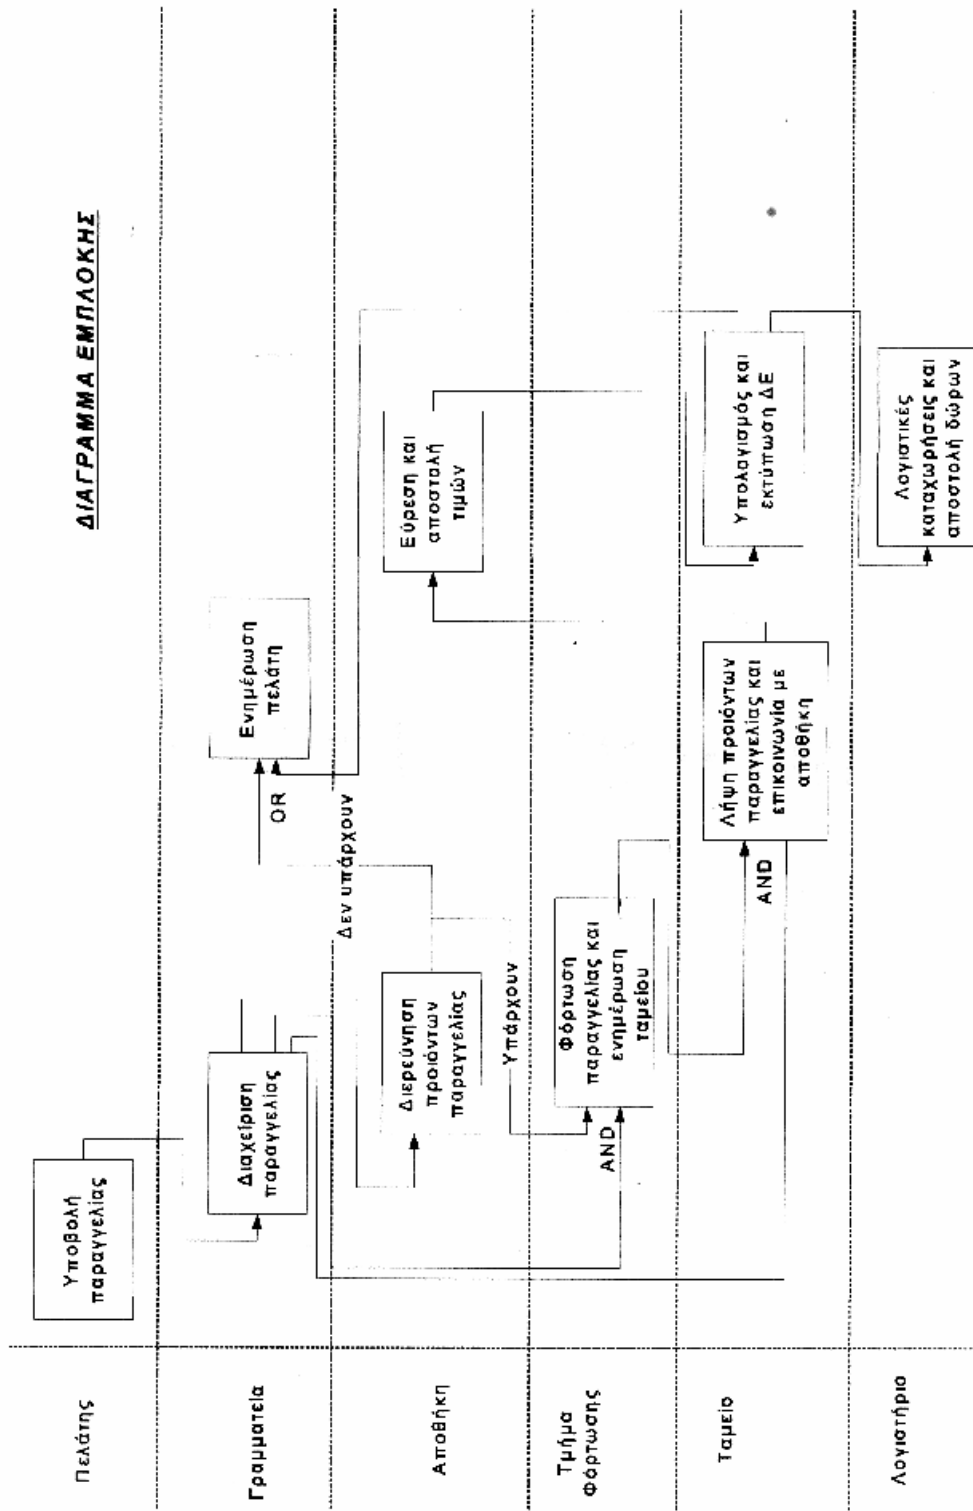 ΔΙΑΓΡΑΜΜΑ ΕΜΠΛΟΚΗΣ
Πελάτης
Υποβολή
παραγγελίας
Γραμματεία
Διαχείριση
παραγγελίας
OR
Ενημέρωση
πελάτη
Δεν υπάρχουν
Αποθήκη
Διερεύνηση
προιόντων
παραγγελίας
Εύρεση και
αποστολή
τιμών
Υπάρχουν
Τμήμα
Φόρτωσης
AND
Φόρτωση
παραγγελίας και
ενημέρωση
ταμείου
Ταμείο
AND
Λήψη προιόντων
παραγγελίας και
επικοινωνία με
αποθήκη
Υπολογισμός και
εκτύπωση ΔΕ
Λογιστήριο
Λογιστικές
καταχωρήσεις και
αποστολή δώρων